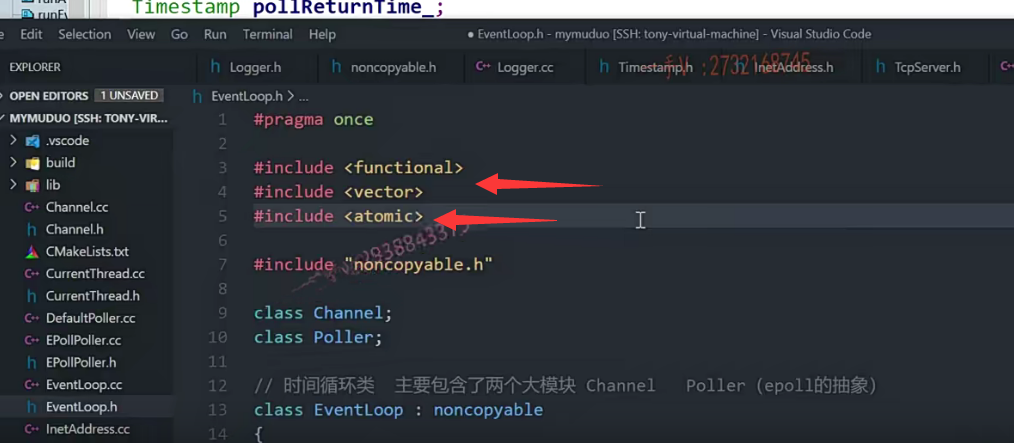 Timestamp pollReturnTime_;
Edit Selection View Go Run Terminal Help ● EventLoop.h - mymuduo [SSH: tony-virtual-machine] - Visual Studio Code
EXPLORER Logger.h noncopyable.h Logger.cc Timestamp.h InetAddress.h TcpServer.h
:2732168745
OPEN EDITORS 1 UNSAVED
EventLoop.h > ...
MYMUDUO [SSH: TONY-VIR...
.vscode
build
lib
Channel.cc
Channel.h
CMakeLists.txt
CurrentThread.cc
CurrentThread.h
DefaultPoller.cc
EPollPoller.cc
EPollPoller.h
EventLoop.cc
EventLoop.h
InetAddress.cc
1 #pragma once
2
3 #include <functional>
4 #include <vector>
5 #include <atomic>
6
7 #include "noncopyable.h"
8
9 class Channel;
10 class Poller;
11
12 // 时间循环类 主要包含了两个大模块 Channel Poller (epoll的抽象)
13 class EventLoop : noncopyable
14 {